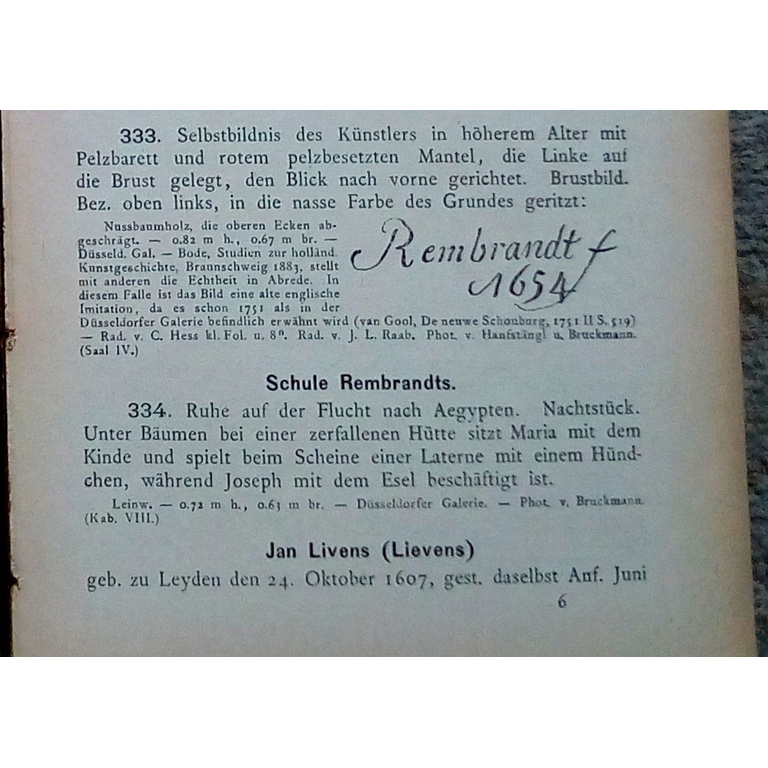 333. Selbstbildnis des Künstlers in höherem Alter mit
Pelzbarett und rotem pelzbesetzten Mantel, die Linke auf
die Brust gelegt, den Blick nach vorne gerichtet. Brustbild.
Bez. oben links, in die nasse Farbe des Grundes geritzt:
Nussbaumholz, die oberen Ecken ab-
geschrägt. — 0.82 m h., 0.67 m br. —
Düsseld. Gal. — Bode, Studien zur holländ.
Kunstgeschichte, Braunschweig 1883, stellt
mit anderen die Echtheit in Abrede. In
diesem Falle ist das Bild eine alte englische
Imitation, da es schon 1751 als in der
Rembrandt f
1654
Düsseldorfer Galerie befindlich erwähnt wird (van Gool, De neuwe Schouburg, 1751 II S. 519)
— Rad. v. C. Hess kl. Fol. u. 8º. Rad. v. J. L. Raab. Phot. v. Hanfstängl u. Bruckmann.
(Saal IV.)
Schule Rembrandts.
334. Ruhe auf der Flucht nach Aegypten. Nachtstück.
Unter Bäumen bei einer zerfallenen Hütte sitzt Maria mit dem
Kinde und spielt beim Scheine einer Laterne mit einem Hünd-
chen, während Joseph mit dem Esel beschäftigt ist.
Leinw. — 0.72 m h., 0.63 m br. — Düsseldorfer Galerie. — Phot. v. Bruckmann.
(Kab. VIII.)
Jan Livens (Lievens)
geb. zu Leyden den 24. Oktober 1607, gest. daselbst Anf. Juni
6